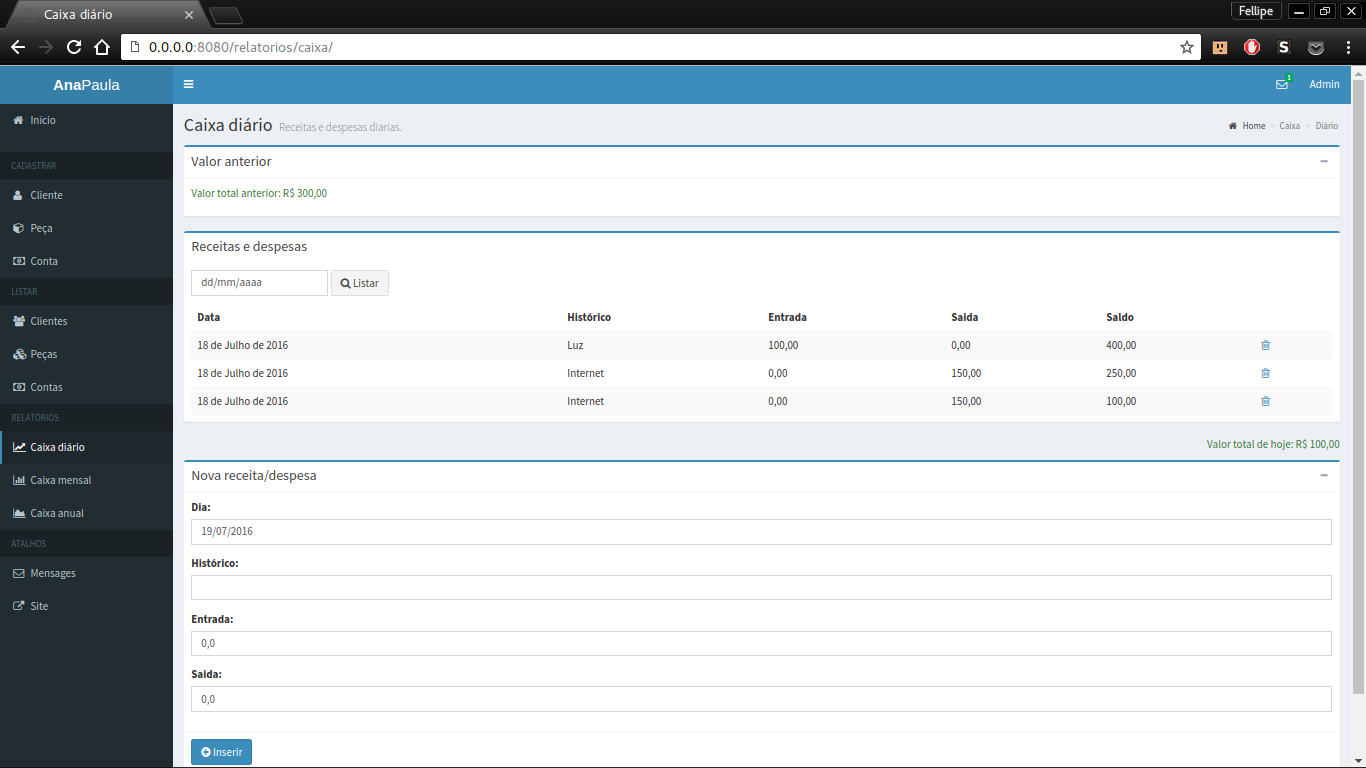 Caixa diário
Fellipe
0.0.0.0:8080/relatorios/caixa/
S
AnaPaula
1
Admin
Início
CADASTRAR
Cliente
Peça
Conta
LISTAR
Clientes
Peças
Contas
RELATÓRIOS
Caixa diário
Caixa mensal
Caixa anual
ATALHOS
Mensages
Site
Caixa diário Receitas e despesas diarias.
Home > Caixa > Diário
Valor anterior
Valor total anterior: R$ 300,00
Receitas e despesas
dd/mm/aaaa Listar
Data Histórico Entrada Saida Saldo
18 de Julho de 2016 Luz 100,00 0,00 400,00
18 de Julho de 2016 Internet 0,00 150,00 250,00
18 de Julho de 2016 Internet 0,00 150,00 100,00
Valor total de hoje: R$ 100,00
Nova receita/despesa
Dia:
19/07/2016
Histórico:
Entrada:
0,0
Saida:
0,0
Inserir